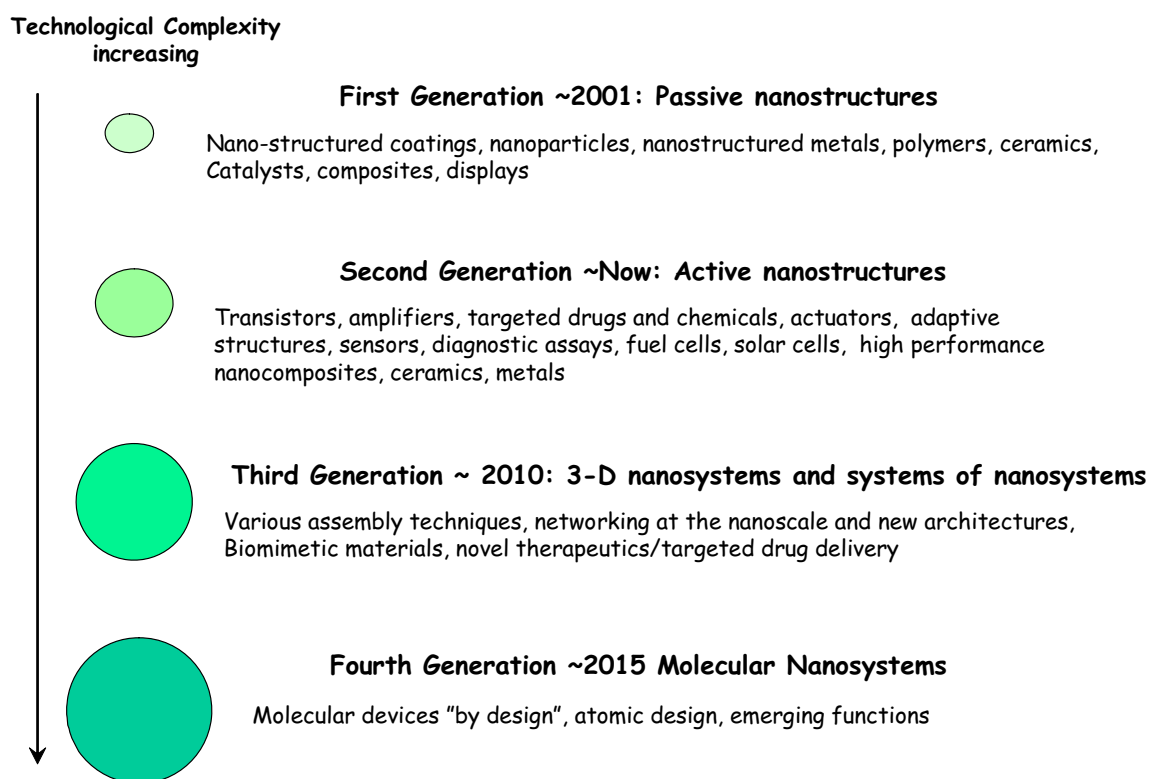 Technological Complexity
increasing
First Generation ~2001: Passive nanostructures
Nano-structured coatings, nanoparticles, nanostructured metals, polymers, ceramics,
Catalysts, composites, displays
Second Generation ~Now: Active nanostructures
Transistors, amplifiers, targeted drugs and chemicals, actuators, adaptive
structures, sensors, diagnostic assays, fuel cells, solar cells, high performance
nanocomposites, ceramics, metals
Third Generation ~ 2010: 3-D nanosystems and systems of nanosystems
Various assembly techniques, networking at the nanoscale and new architectures,
Biomimetic materials, novel therapeutics/targeted drug delivery
Fourth Generation ~2015 Molecular Nanosystems
Molecular devices ”by design”, atomic design, emerging functions